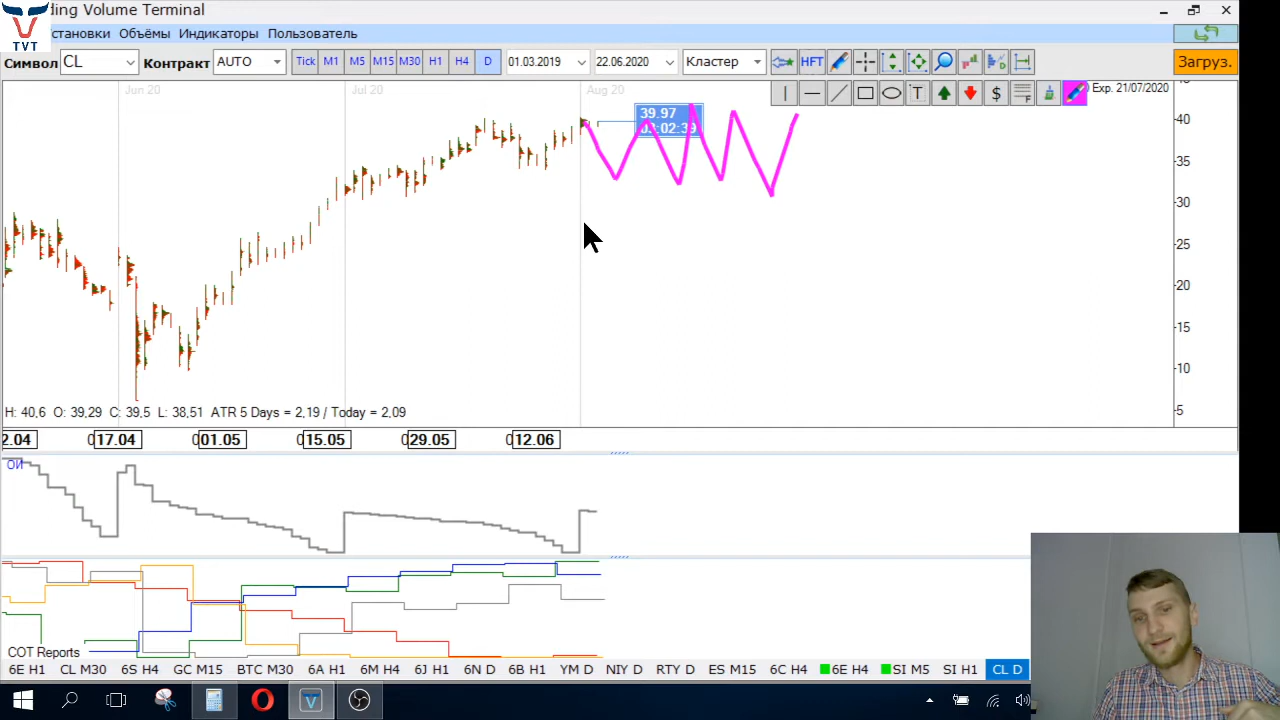 ding Volume Terminal
TVT
становки Объёмы Индикаторы Пользователь
Символ CL Контракт AUTO Tick M1 M5 M15 M30 H1 H4 D 01.03.2019 22.06.2020 Кластер HFT Загруз.
T $ F Exp. 21/07/2020
Jun 20 Jul 20 Aug 20
39.97
02:39
40
35
30
25
20
15
10
5
H: 40,6 O: 39,29 C: 39,5 L: 38,51 ATR 5 Days = 2,19 / Today = 2,09
2.04 17.04 01.05 15.05 29.05 12.06
ОИ
COT Reports
6E H1 CL M30 6S H4 GC M15 BTC M30 6A H1 6M H4 6J H1 6N D 6B H1 YM D NIY D RTY D ES M15 6C H4 6E H4 SI M5 SI H1 CL D